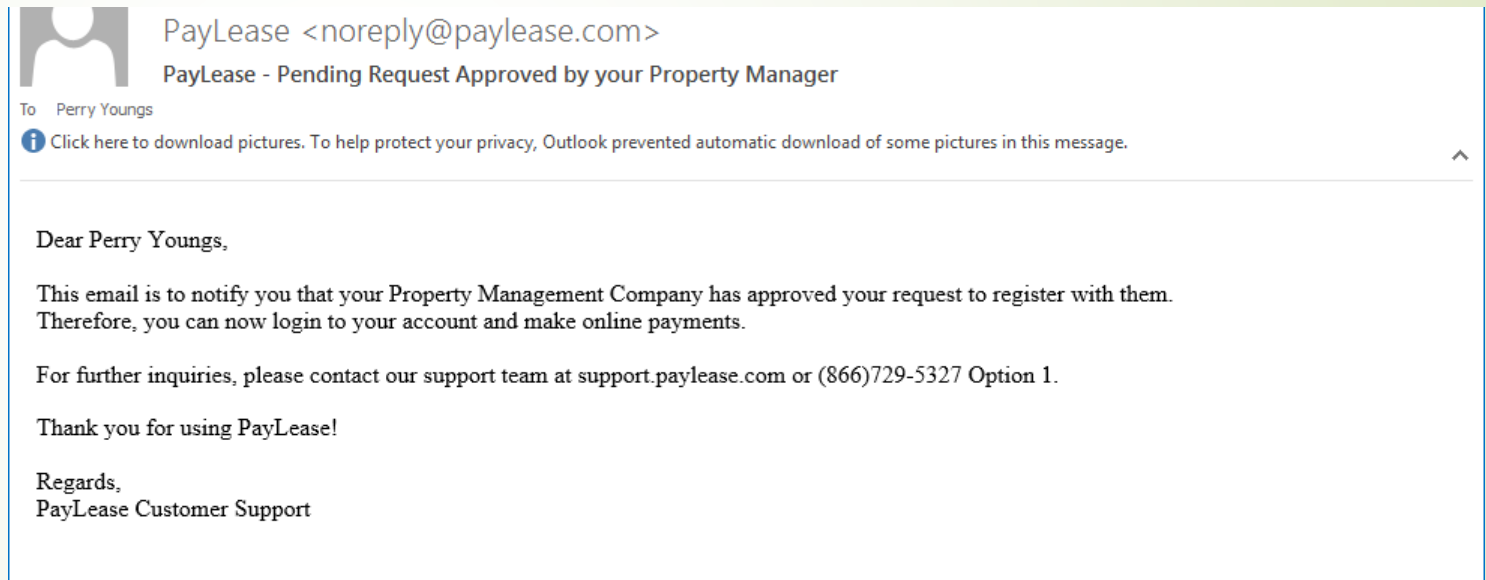 PayLease <noreply@paylease.com>
PayLease - Pending Request Approved by your Property Manager
To Perry Youngs
Click here to download pictures. To help protect your privacy, Outlook prevented automatic download of some pictures in this message.
Dear Perry Youngs,
This email is to notify you that your Property Management Company has approved your request to register with them.
Therefore, you can now login to your account and make online payments.
For further inquiries, please contact our support team at support.paylease.com or (866)729-5327 Option 1.
Thank you for using PayLease!
Regards,
PayLease Customer Support